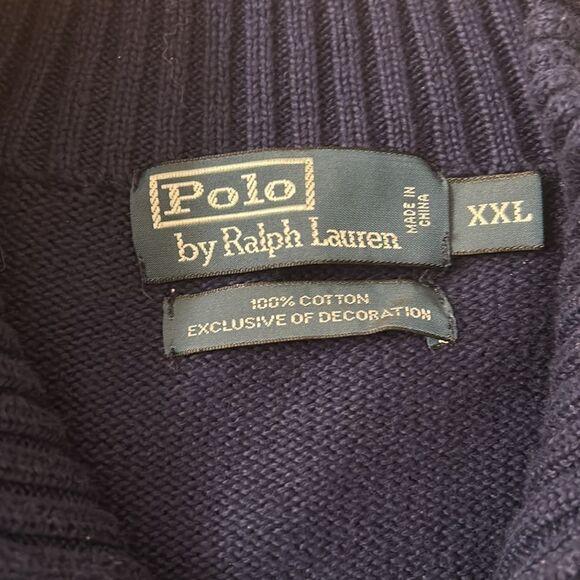 Polo
by Ralph Lauren
MADE IN
CHINA
XXL
100% COTTON
EXCLUSIVE OF DECORATION